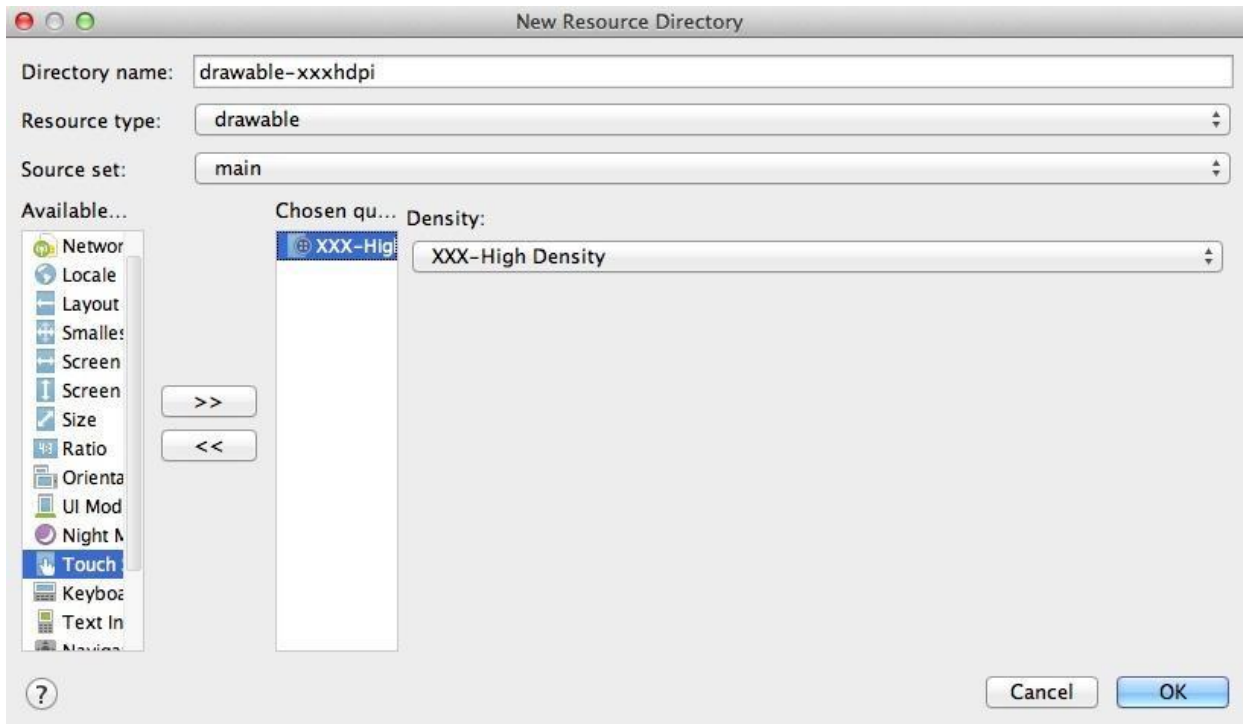 New Resource Directory
Directory name: drawable-xxxhdpi
Resource type: drawable
Source set: main
Available...
Networ
Locale
Layout
Smalles
Screen
Screen
Size
Ratio
Orienta
UI Mod
Night M
Touch
Keyboa
Text In
>>
<<
Chosen qu...
XXX-Hig
Density:
XXX-High Density
?
Cancel
OK